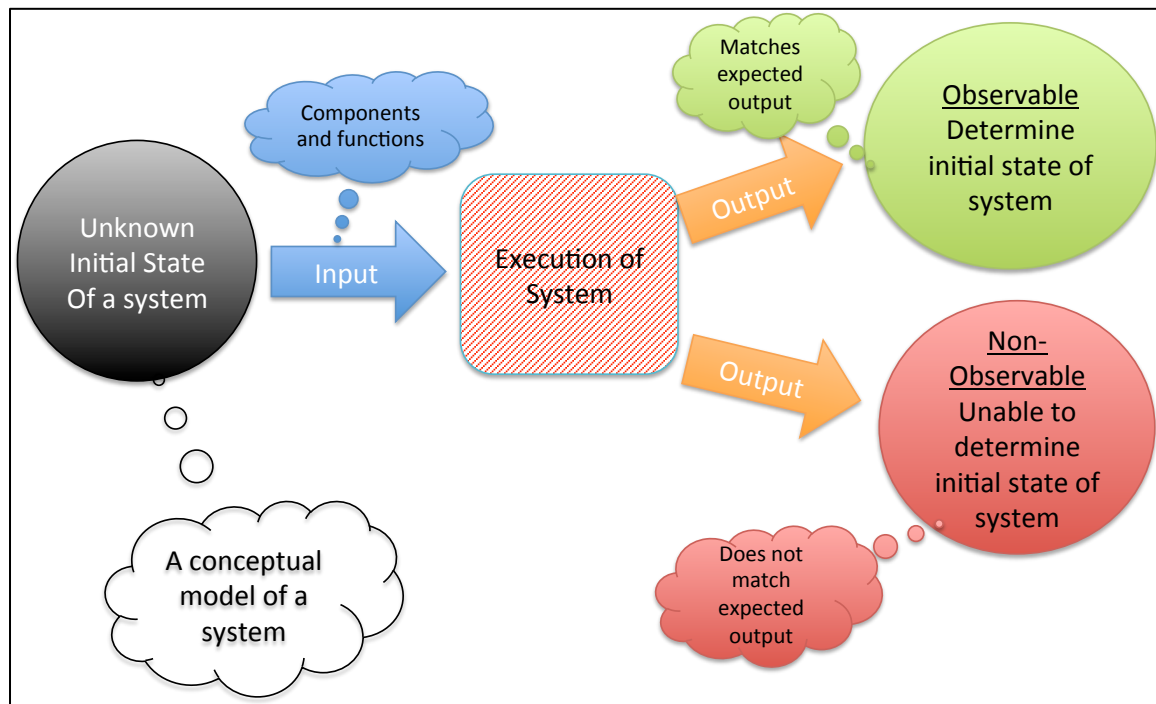 Unknown
Initial State
Of a system
A conceptual
model of a
system
Components
and functions
Input
Execution of
System
Output
Matches
expected
output
Observable
Determine
initial state of
system
Output
Does not
match
expected
output
Non-
Observable
Unable to
determine
initial state of
system